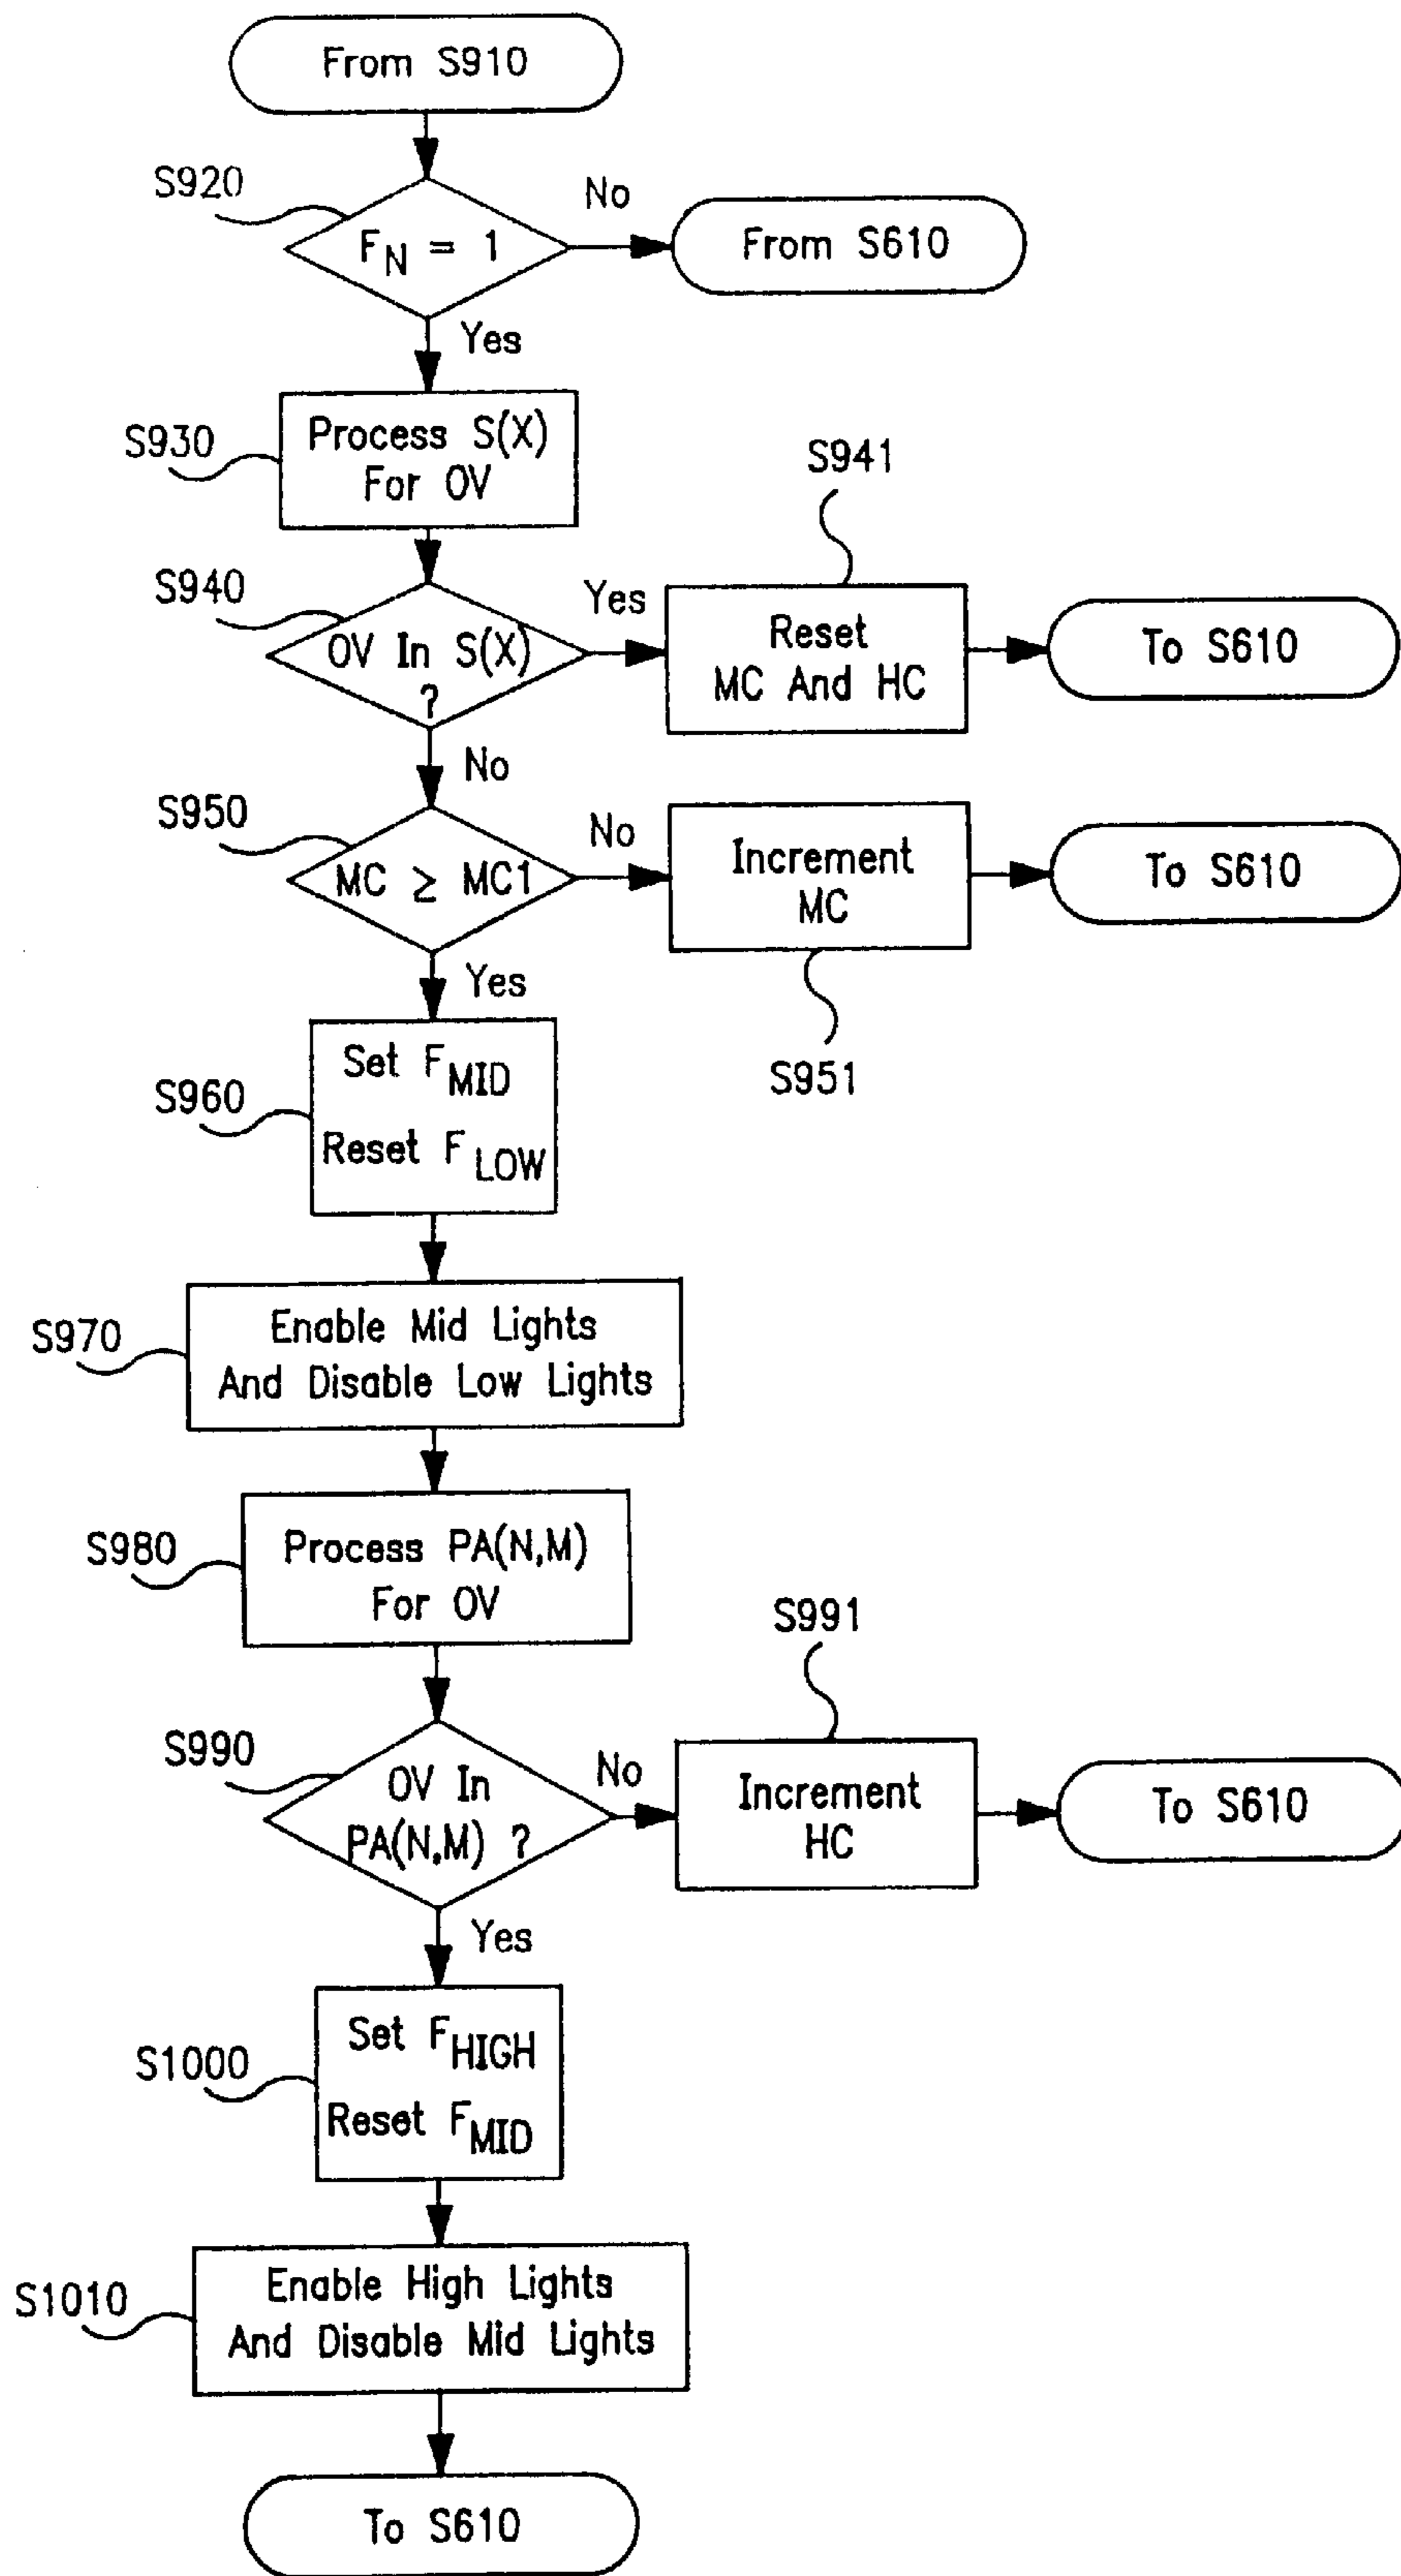 From S910
S920
F_N = 1
No
From S610
Yes
S930
Process S(X)
For OV
S941
S940
OV In S(X)
?
Yes
Reset
MC And HC
To S610
No
S950
MC ≥ MC1
No
Increment
MC
To S610
S951
Yes
S960
Set F_MID
Reset F_LOW
S970
Enable Mid Lights
And Disable Low Lights
S980
Process PA(N,M)
For OV
S991
S990
OV In
PA(N,M) ?
No
Increment
HC
To S610
Yes
S1000
Set F_HIGH
Reset F_MID
S1010
Enable High Lights
And Disable Mid Lights
To S610